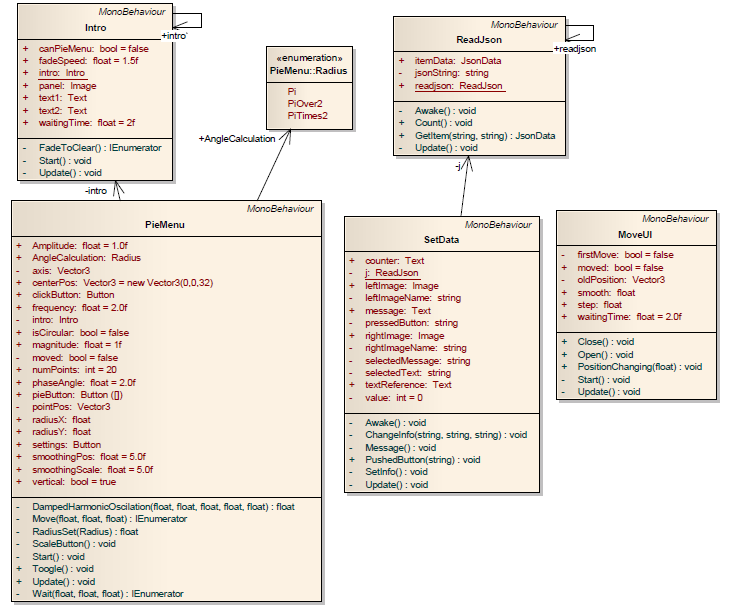 MonoBehaviour
Intro
+ canPieMenu: bool = false
+ fadeSpeed: float = 1.5f
+ intro: Intro
+ panel: Image
+ text1: Text
+ text2: Text
+ waitingTime: float = 2f
- FadeToClear() : IEnumerator
- Start() : void
- Update() : void
+intro`
-intro
«enumeration»
PieMenu::Radius
Pi
PiOver2
PiTimes2
+AngleCalculation
MonoBehaviour
ReadJson
+ itemData: JsonData
- jsonString: string
+ readjson: ReadJson
- Awake() : void
+ Count() : void
+ GetItem(string, string) : JsonData
- Update() : void
+readjson
-j
MonoBehaviour
PieMenu
+ Amplitude: float = 1.0f
+ AngleCalculation: Radius
- axis: Vector3
+ centerPos: Vector3 = new Vector3(0,0,32)
+ clickButton: Button
+ frequency: float = 2.0f
- intro: Intro
+ isCircular: bool = false
+ magnitude: float = 1f
- moved: bool = false
+ numPoints: int = 20
+ phaseAngle: float = 2.0f
+ pieButton: Button ([])
- pointPos: Vector3
+ radiusX: float
+ radiusY: float
+ settings: Button
+ smoothingPos: float = 5.0f
+ smoothingScale: float = 5.0f
+ vertical: bool = true
- DampedHarmonicOscilation(float, float, float, float, float) : float
- Move(float, float, float) : IEnumerator
- RadiusSet(Radius) : float
- ScaleButton() : void
- Start() : void
+ Toogle() : void
+ Update() : void
- Wait(float, float, float) : IEnumerator
MonoBehaviour
SetData
+ counter: Text
- j: ReadJson
+ leftImage: Image
- leftImageName: string
+ message: Text
- pressedButton: string
+ rightImage: Image
- rightImageName: string
- selectedMessage: string
- selectedText: string
+ textReference: Text
- value: int = 0
- Awake() : void
- ChangeInfo(string, string, string) : void
- Message() : void
+ PushedButton(string) : void
- SetInfo() : void
- Update() : void
MonoBehaviour
MoveUI
- firstMove: bool = false
+ moved: bool = false
- oldPosition: Vector3
+ smooth: float
+ step: float
+ waitingTime: float = 2.0f
+ Close() : void
+ Open() : void
+ PositionChanging(float) : void
- Start() : void
- Update() : void